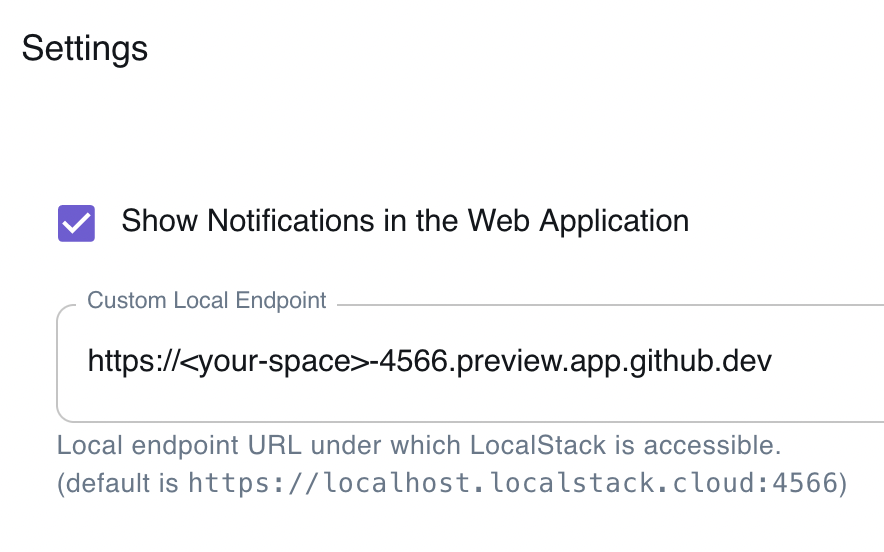 Settings
Show Notifications in the Web Application
Custom Local Endpoint
https://<your-space>-4566.preview.app.github.dev
Local endpoint URL under which LocalStack is accessible.
(default is https://localhost.localstack.cloud:4566)